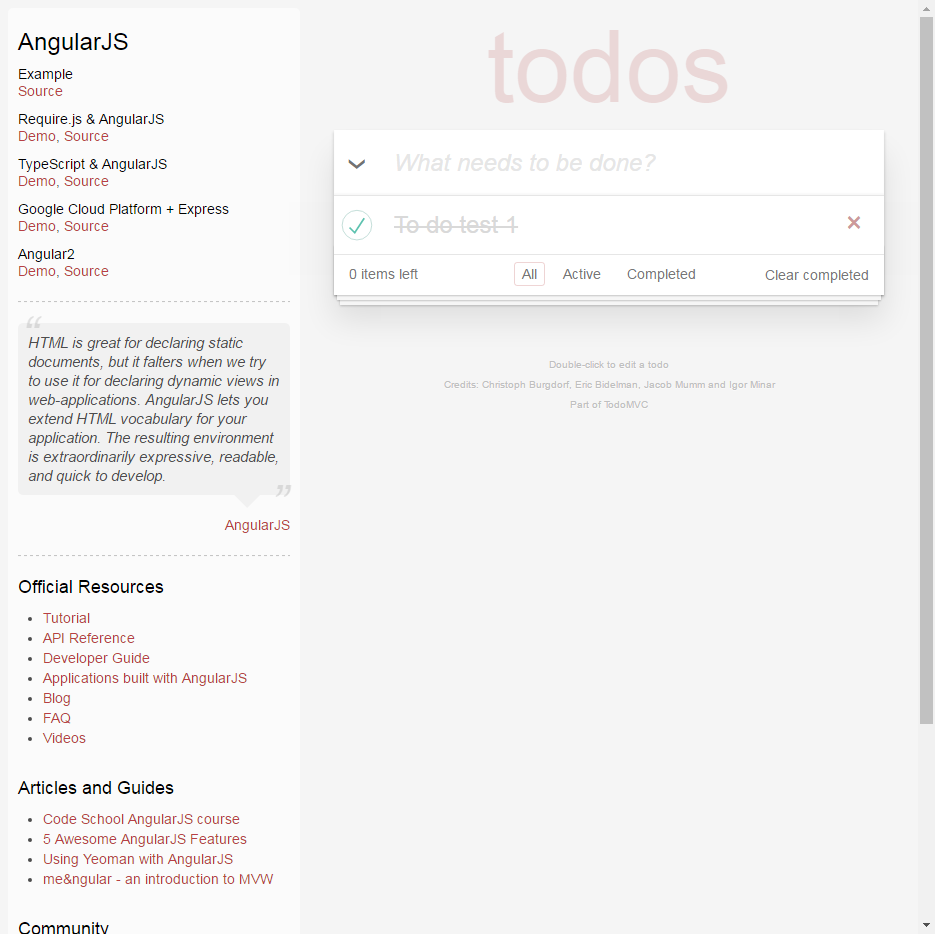 AngularJS
Example
Source
Require.js & AngularJS
Demo, Source
TypeScript & AngularJS
Demo, Source
Google Cloud Platform + Express
Demo, Source
Angular2
Demo, Source
“
HTML is great for declaring static
documents, but it falters when we try
to use it for declaring dynamic views in
web-applications. AngularJS lets you
extend HTML vocabulary for your
application. The resulting environment
is extraordinarily expressive, readable,
and quick to develop.
”
AngularJS
Official Resources
• Tutorial
• API Reference
• Developer Guide
• Applications built with AngularJS
• Blog
• FAQ
• Videos
Articles and Guides
• Code School AngularJS course
• 5 Awesome AngularJS Features
• Using Yeoman with AngularJS
• me&ngular - an introduction to MVW
Community
todos
What needs to be done?
To do test 1
0 items left All Active Completed Clear completed
Double-click to edit a todo
Credits: Christoph Burgdorf, Eric Bidelman, Jacob Mumm and Igor Minar
Part of TodoMVC